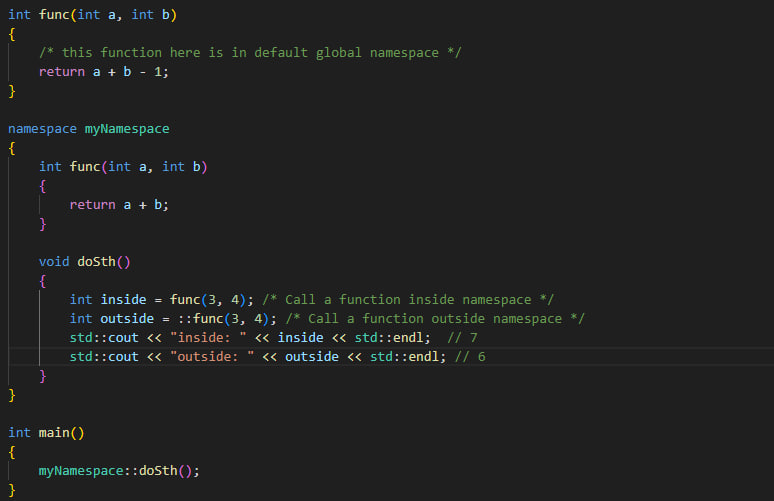 int func(int a, int b)
{
    /* this function here is in default global namespace */
    return a + b - 1;
}

namespace myNamespace
{
    int func(int a, int b)
    {
        return a + b;
    }

    void doSth()
    {
        int inside = func(3, 4); /* Call a function inside namespace */
        int outside = ::func(3, 4); /* Call a function outside namespace */
        std::cout << "inside: " << inside << std::endl;  // 7
        std::cout << "outside: " << outside << std::endl; // 6
    }
}

int main()
{
    myNamespace::doSth();
}